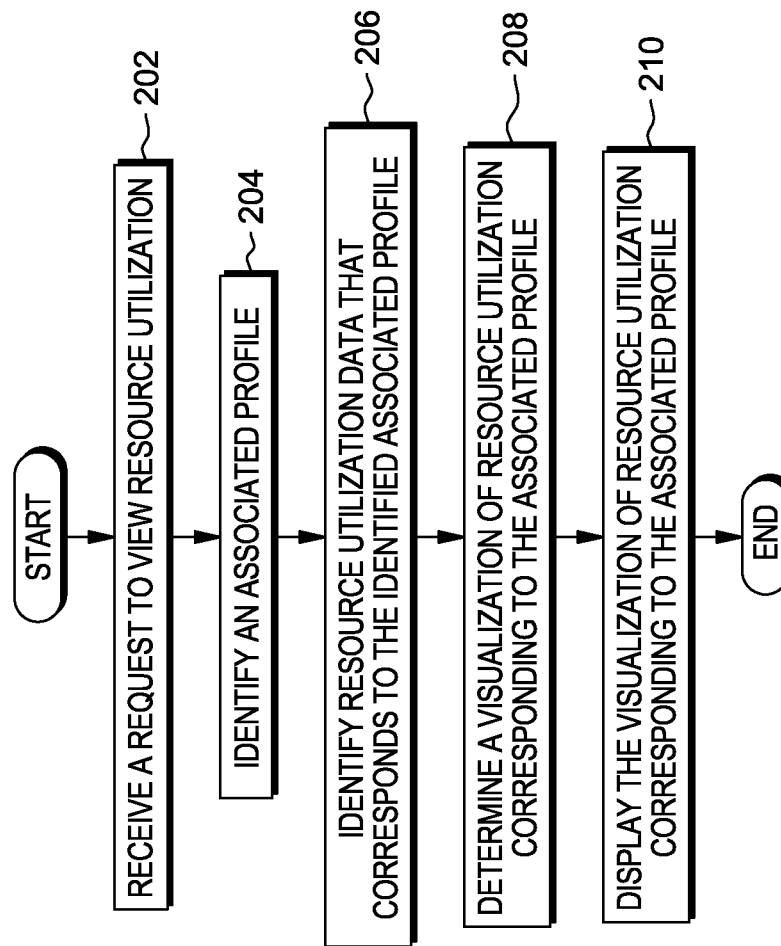 START
RECEIVE A REQUEST TO VIEW RESOURCE UTILIZATION
202
IDENTIFY AN ASSOCIATED PROFILE
204
IDENTIFY RESOURCE UTILIZATION DATA THAT
CORRESPONDS TO THE IDENTIFIED ASSOCIATED PROFILE
206
DETERMINE A VISUALIZATION OF RESOURCE UTILIZATION
CORRESPONDING TO THE ASSOCIATED PROFILE
208
DISPLAY THE VISUALIZATION OF RESOURCE UTILIZATION
CORRESPONDING TO THE ASSOCIATED PROFILE
210
END